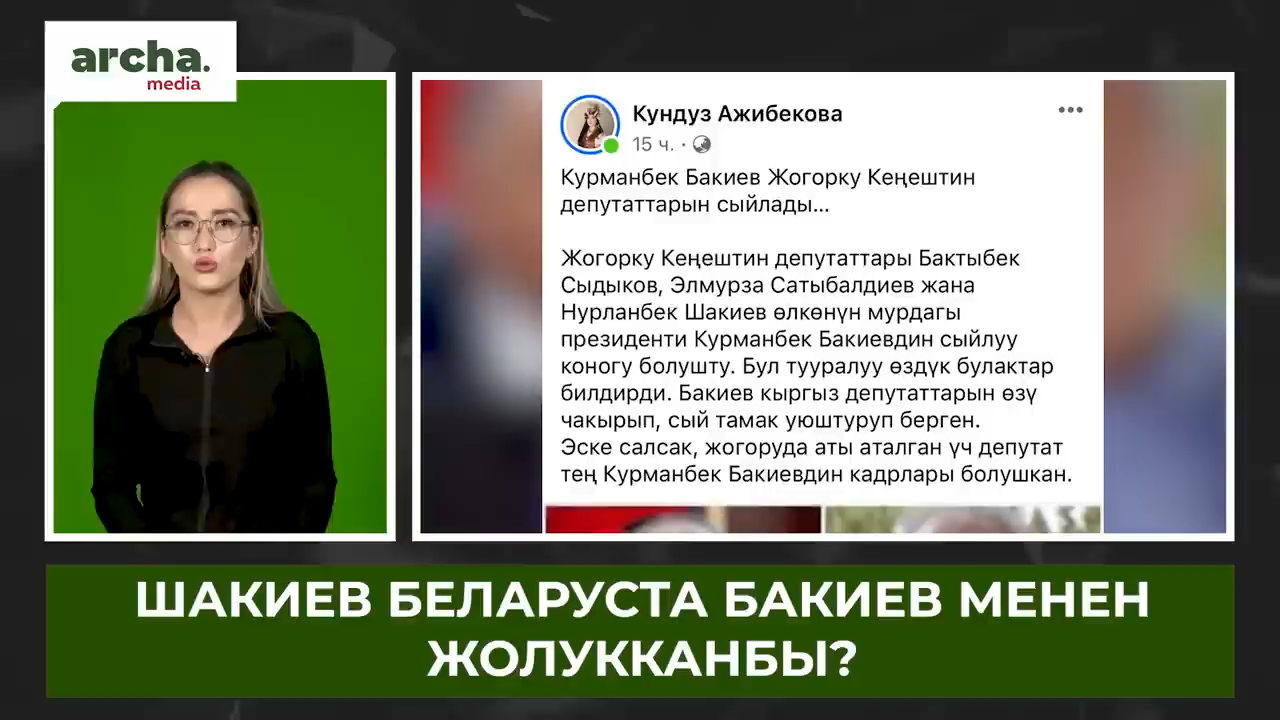 archa.
media
Кундуз Ажибекова
15 ч. ·
Курманбек Бакиев Жогорку Кеңештин
депутаттарын сыйлады...
Жогорку Кеңештин депутаттары Бактыбек
Сыдыков, Элмурза Сатыбалдиев жана
Нурланбек Шакиев өлкөнүн мурдагы
президенти Курманбек Бакиевдин сыйлуу
коногу болушту. Бул тууралуу өздүк булактар
билдирди. Бакиев кыргыз депутаттарын өзү
чакырып, сый тамак уюштуруп берген.
Эске салсак, жогоруда аты аталган үч депутат
тең Курманбек Бакиевдин кадрлары болушкан.
ШАКИЕВ БЕЛАРУСТА БАКИЕВ МЕНЕН
ЖОЛУККАНБЫ?